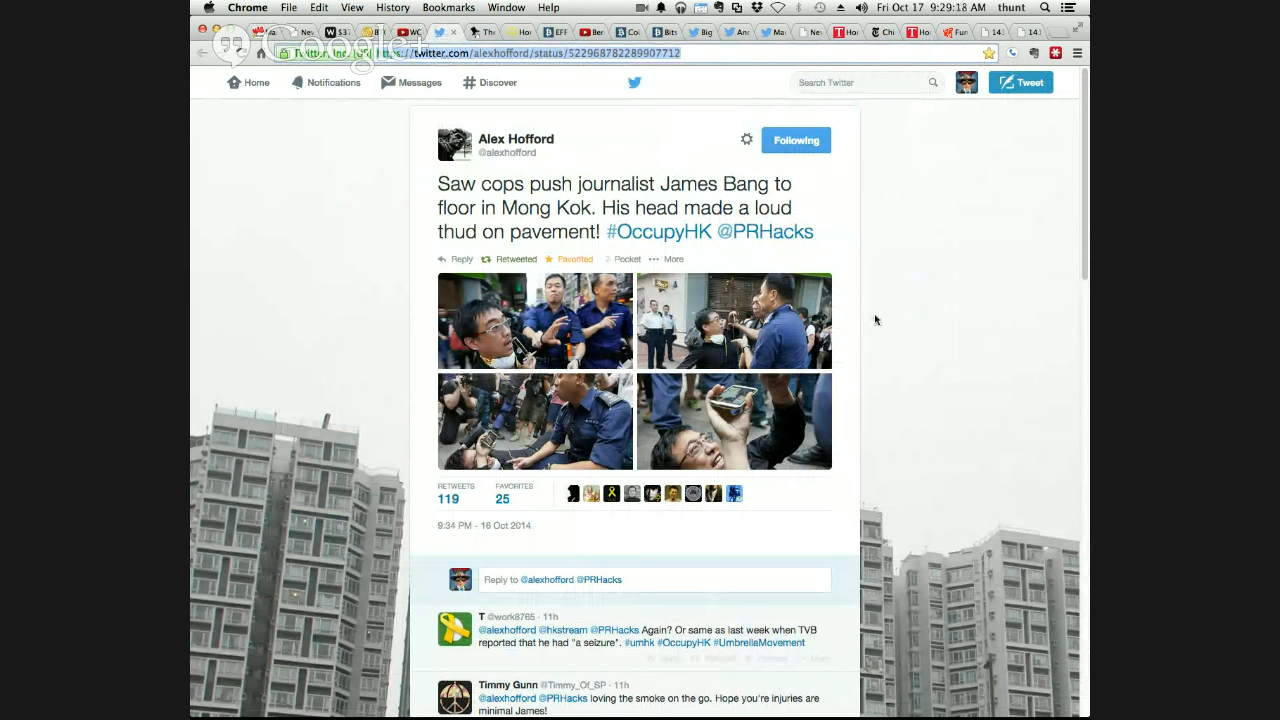 Chrome File Edit View History Bookmarks Window Help
Fri Oct 17 9:29:18 AM thunt
Google+
Twitter, Inc. [US] https://twitter.com/alexhofford/status/522968782289907712
Home Notifications Messages Discover
Search Twitter
Tweet
Alex Hofford
@alexhofford
Following
Saw cops push journalist James Bang to
floor in Mong Kok. His head made a loud
thud on pavement! #OccupyHK @PRHacks
Reply Retweeted Favorited Pocket More
RETWEETS FAVORITES
119 25
9:34 PM - 16 Oct 2014
Reply to @alexhofford @PRHacks
T @work8765 · 11h
@alexhofford @hkstream @PRHacks Again? Or same as last week when TVB
reported that he had "a seizure". #umhk #OccupyHK #UmbrellaMovement
Timmy Gunn @Timmy_Of_SP · 11h
@alexhofford @PRHacks loving the smoke on the go. Hope you're injuries are
minimal James!